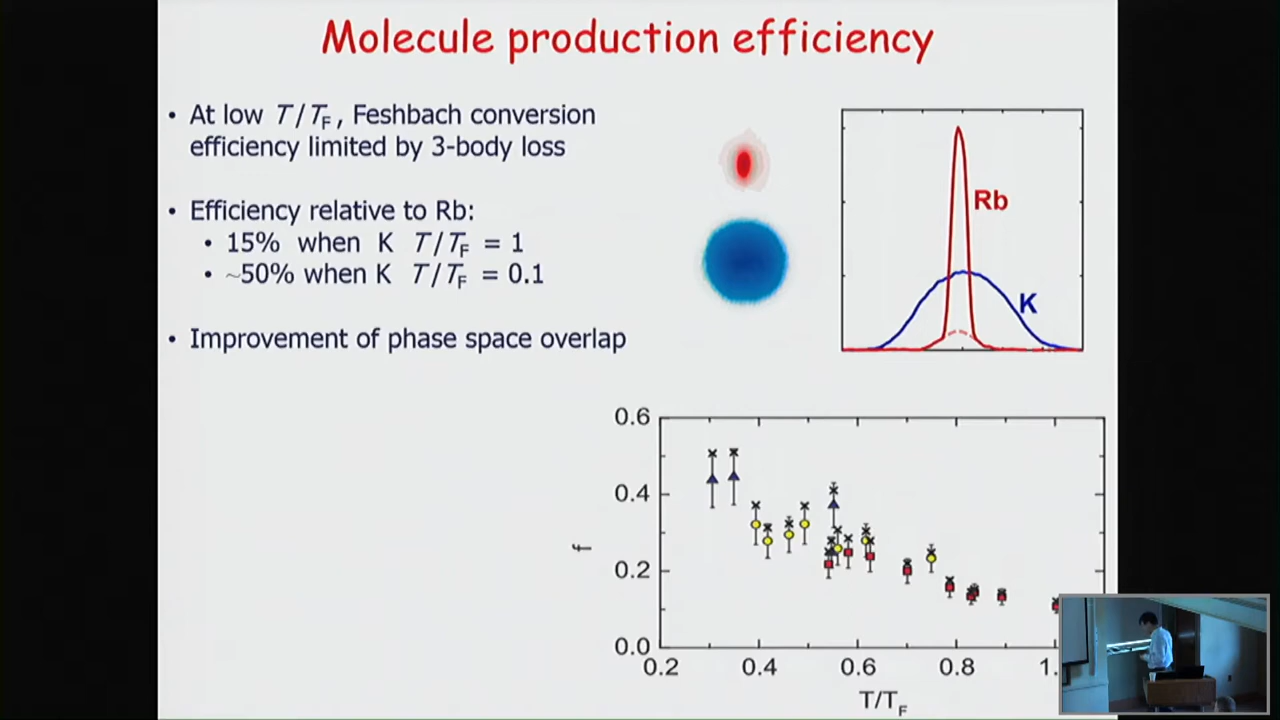 Molecule production efficiency
• At low T/TF, Feshbach conversion
efficiency limited by 3-body loss
• Efficiency relative to Rb:
• 15% when K T/TF = 1
• ~50% when K T/TF = 0.1
• Improvement of phase space overlap
Rb
K
0.6
0.4
0.2
0.0
f
0.2 0.4 0.6 0.8 1.
T/TF